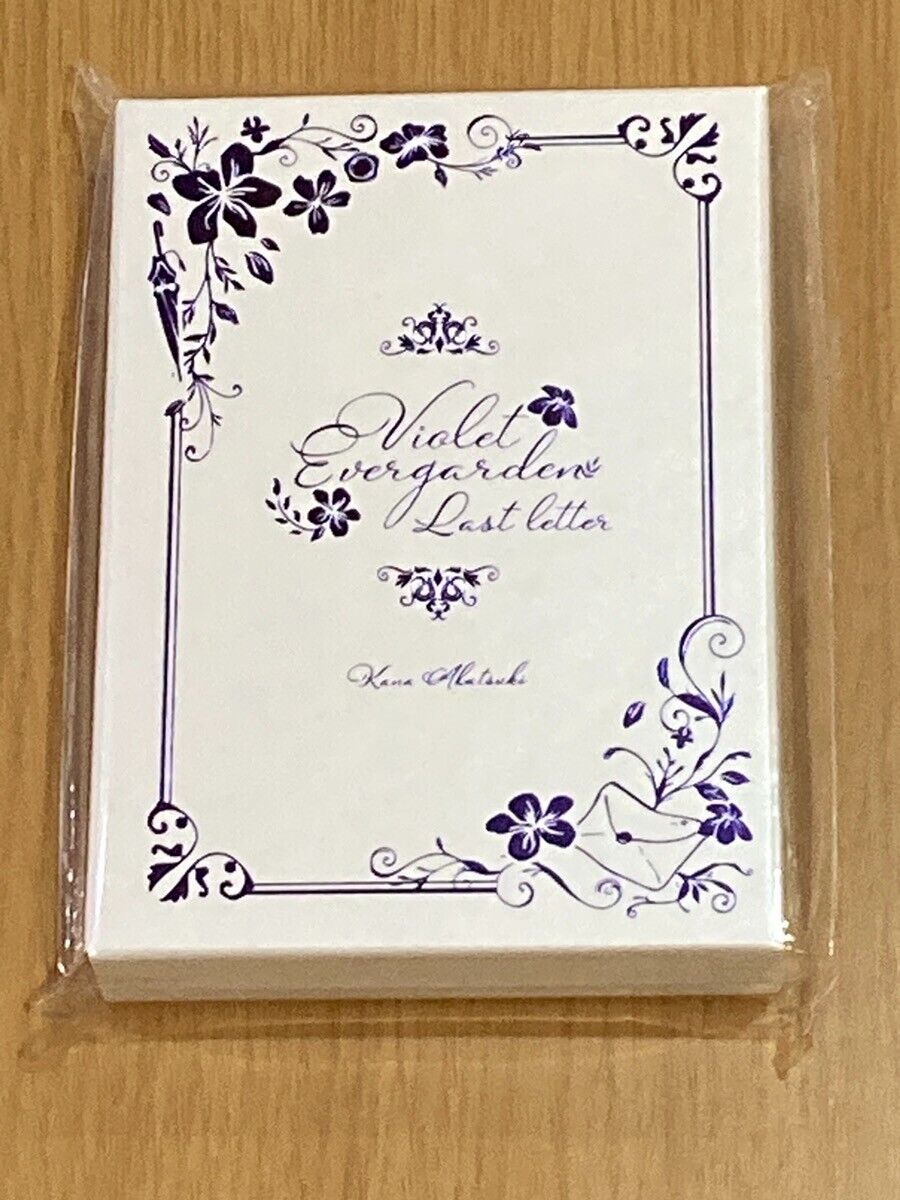 Violet
Evergarden
Last letter
Kana Akatsuki